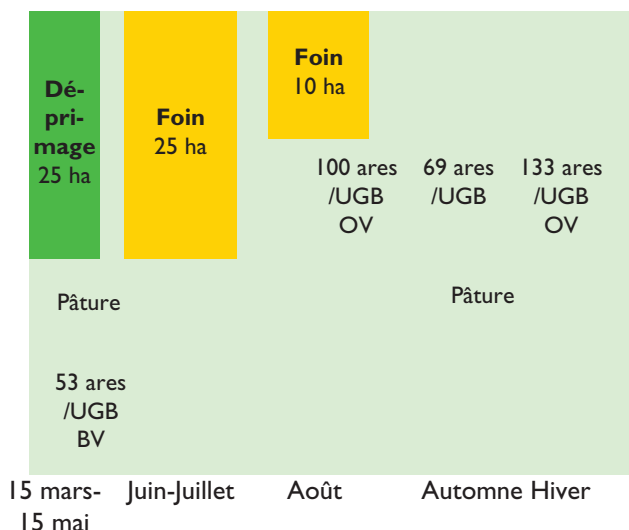 Dé-
pri-
mage
25 ha
Foin
25 ha
Foin
10 ha
100 ares
/UGB
OV
69 ares
/UGB
133 ares
/UGB
OV
Pâture
Pâture
53 ares
/UGB
BV
15 mars-
15 mai
Juin-Juillet
Août
Automne Hiver